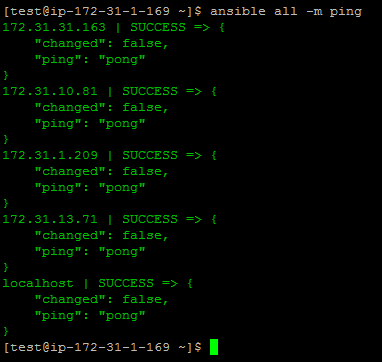 [test@ip-172-31-1-169 ~]$ ansible all -m ping
172.31.31.163 | SUCCESS => {
    "changed": false,
    "ping": "pong"
}
172.31.10.81 | SUCCESS => {
    "changed": false,
    "ping": "pong"
}
172.31.1.209 | SUCCESS => {
    "changed": false,
    "ping": "pong"
}
172.31.13.71 | SUCCESS => {
    "changed": false,
    "ping": "pong"
}
localhost | SUCCESS => {
    "changed": false,
    "ping": "pong"
}
[test@ip-172-31-1-169 ~]$